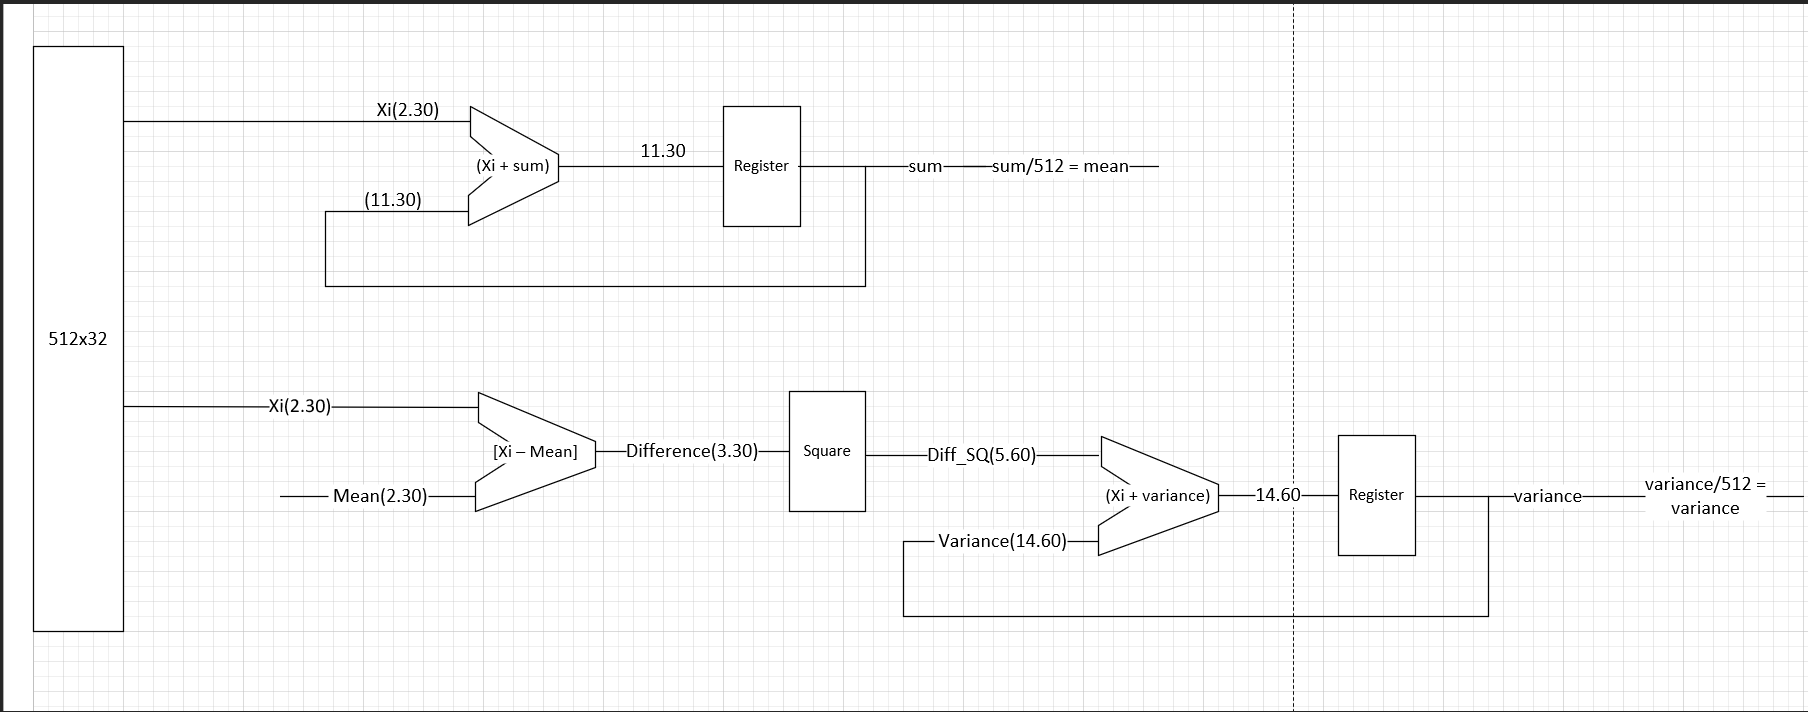 Xi(2.30)
(Xi + sum)
11.30
Register
sum
sum/512 = mean
(11.30)
512x32
Xi(2.30)
[Xi – Mean]
Difference(3.30)
Square
Diff_SQ(5.60)
Mean(2.30)
(Xi + variance)
14.60
Register
variance
variance/512 =
variance
Variance(14.60)